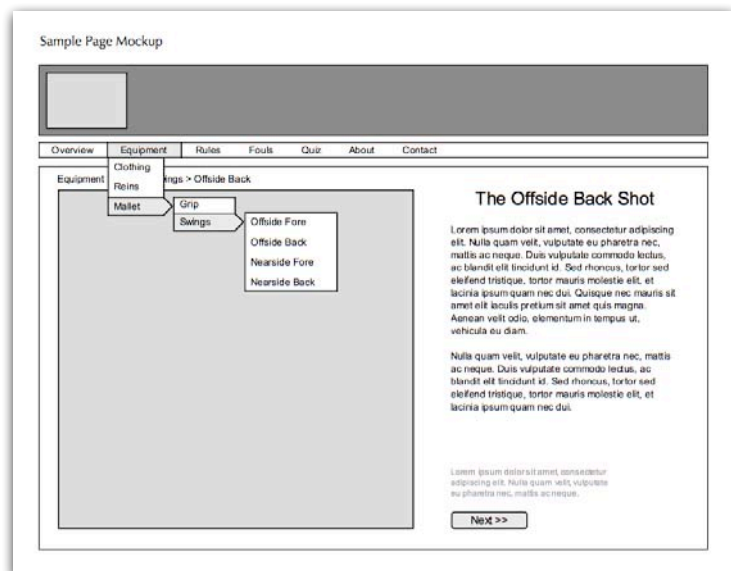 Sample Page Mockup
Overview Equipment Rules Fouls Quiz About Contact
Clothing
Reins
Mallet
Equipment ings > Offside Back
Grip
Swings
Offside Fore
Offside Back
Nearside Fore
Nearside Back
The Offside Back Shot
Lorem ipsum dolor sit amet, consectetur adipiscing
elit. Nulla quam velit, vulputate eu pharetra nec,
mattis ac neque. Duis vulputate commodo lectus,
ac blandit elit tincidunt id. Sed rhoncus, tortor sed
eleifend tristique, tortor mauris molestie elit, et
lacinia ipsum quam nec dui. Quisque nec mauris sit
amet elit iaculis pretium sit amet quis magna.
Aenean velit odio, elementum in tempus ut,
vehicula eu diam.
Nulla quam velit, vulputate eu pharetra nec, mattis
ac neque. Duis vulputate commodo lectus, ac
blandit elit tincidunt id. Sed rhoncus, tortor sed
eleifend tristique, tortor mauris molestie elit, et
lacinia ipsum quam nec dui.
Lorem ipsum dolor sit amet, consectetur
adipiscing elit. Nulla quam velit, vulputate
eu pharetra nec, mattis ac neque.
Next >>